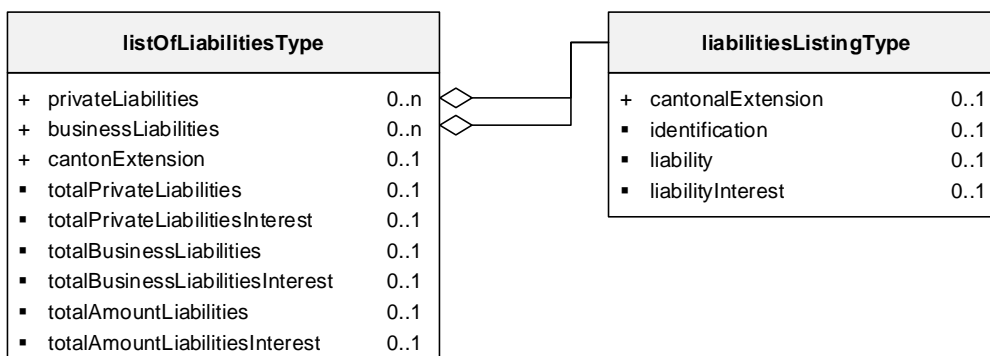 listOfLiabilitiesType
+ privateLiabilities 0..n
+ businessLiabilities 0..n
+ cantonExtension 0..1
▪ totalPrivateLiabilities 0..1
▪ totalPrivateLiabilitiesInterest 0..1
▪ totalBusinessLiabilities 0..1
▪ totalBusinessLiabilitiesInterest 0..1
▪ totalAmountLiabilities 0..1
▪ totalAmountLiabilitiesInterest 0..1
liabilitiesListingType
+ cantonalExtension 0..1
▪ identification 0..1
▪ liability 0..1
▪ liabilityInterest 0..1